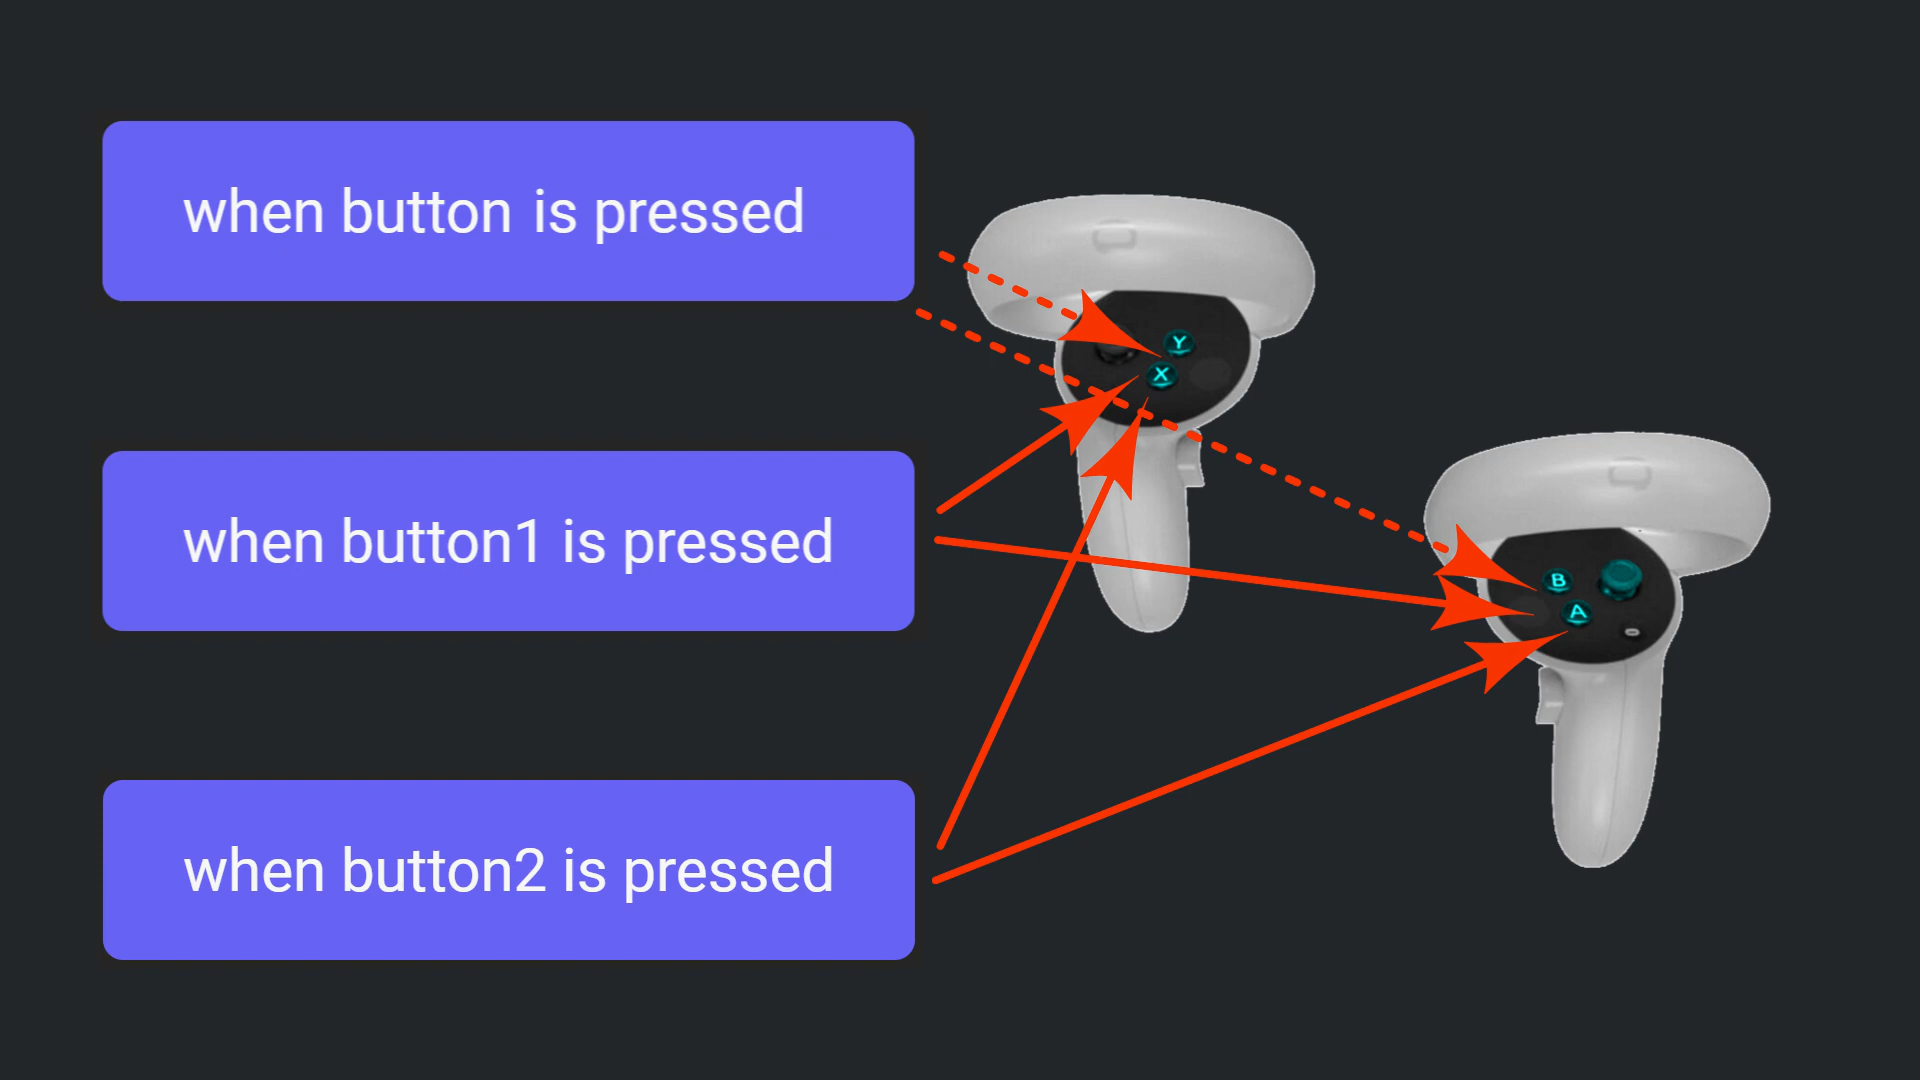 when button is pressed
Y
X
when button1 is pressed
B
A
when button2 is pressed